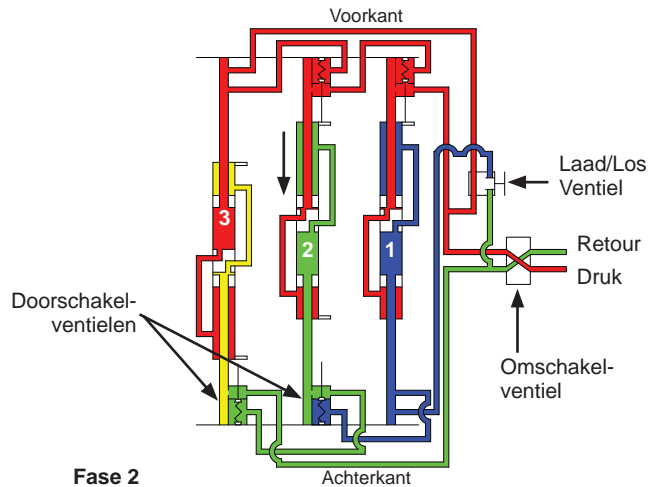 Voorkant
Laad/Los
Ventiel
3
2
1
Retour
Druk
Doorschakel-
ventielen
Omschakel-
ventiel
Fase 2
Achterkant